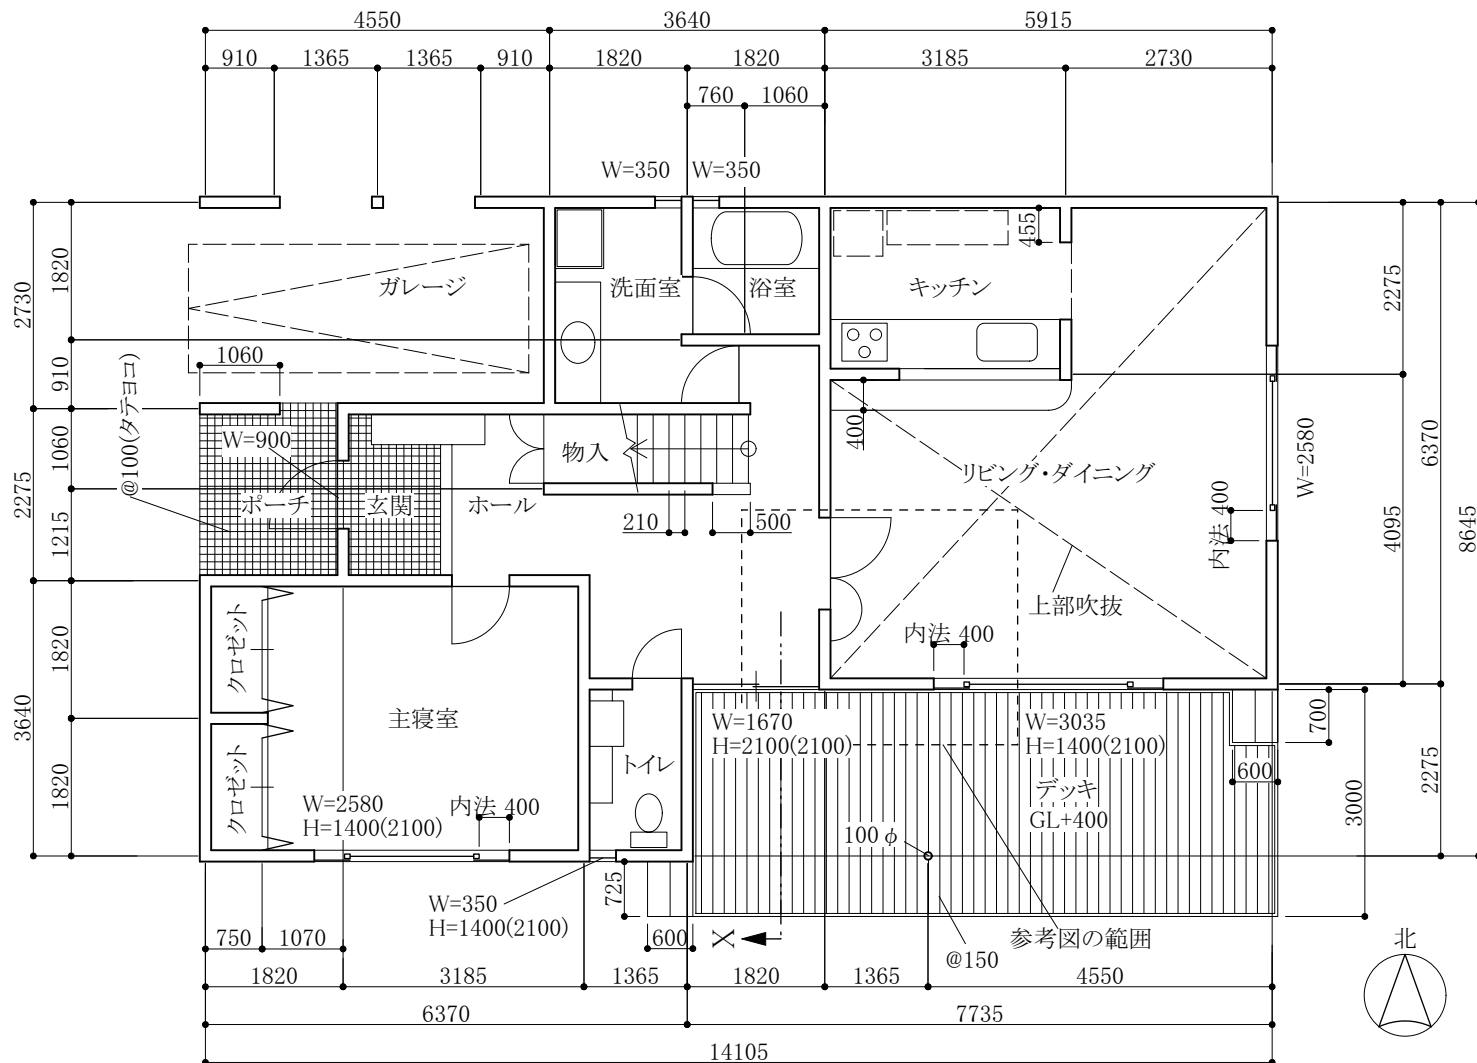 4550
3640
5915
910
1365
1365
910
1820
1820
3185
2730
760
1060
W=350
W=350
2730
1820
910
1060
@100(タテヨコ)
ガレージ
洗面室
浴室
キッチン
455
2275
6370
8645
W=2580
2275
1060
1215
W=900
ポーチ
玄関
ホール
物入
210
500
400
リビング・ダイニング
内法 400
4095
上部吹抜
内法 400
3640
1820
1820
クロゼット
クロゼット
主寝室
トイレ
W=1670
H=2100(2100)
W=3035
H=1400(2100)
デッキ
GL+400
700
600
3000
2275
W=2580
H=1400(2100)
内法 400
100φ
725
W=350
H=1400(2100)
600
X
参考図の範囲
@150
北
750
1070
1820
3185
1365
1820
1365
4550
6370
7735
14105